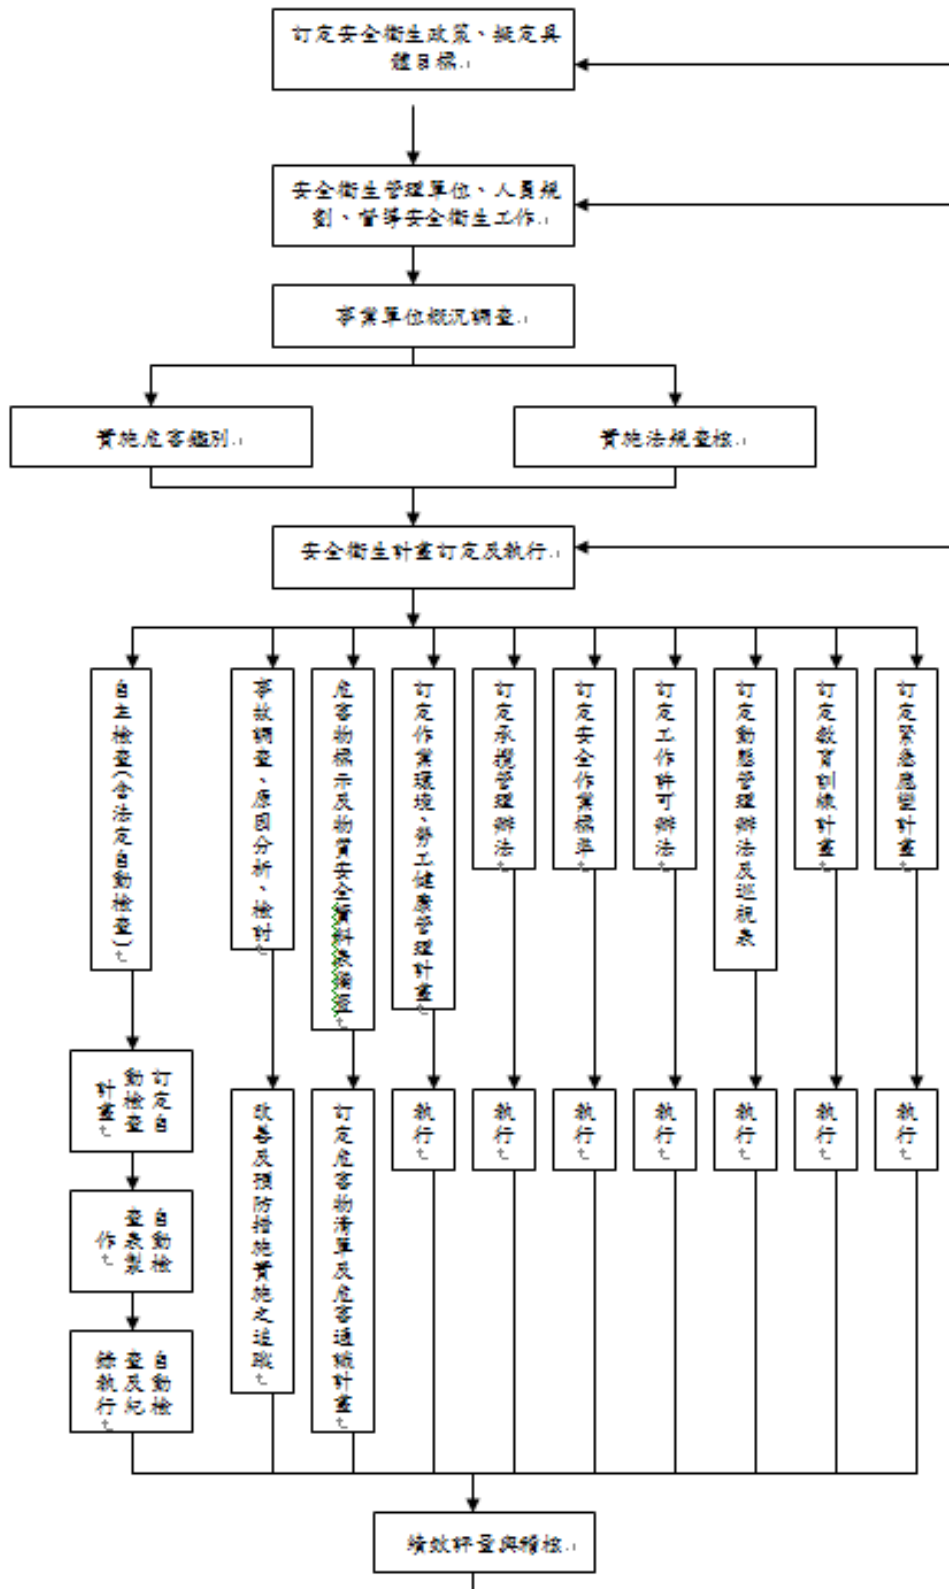 訂定安全衛生政策、擬定具
體目標
安全衛生管理單位、人員規
劃、督導安全衛生工作
事業單位概況調查
實施危害鑑別
實施法規查核
安全衛生計畫訂定及執行
自主檢查(含法定自動檢查)
事故調查、原因分析、檢討
危害物標示及物質安全資料表備查
訂定作業環境、勞工健康管理計畫
訂定承攬管理辦法
訂定安全作業標準
訂定工作許可辦法
訂定動態管理辦法及巡視表
訂定教育訓練計畫
訂定緊急應變計畫
訂定自
動檢查
計畫
自動檢
查表製
作
自動檢
查及紀
錄執行
改善及預防措施實施之追蹤
訂定危害物清單及危害通識計畫
執行
執行
執行
執行
執行
執行
執行
績效評量與稽核